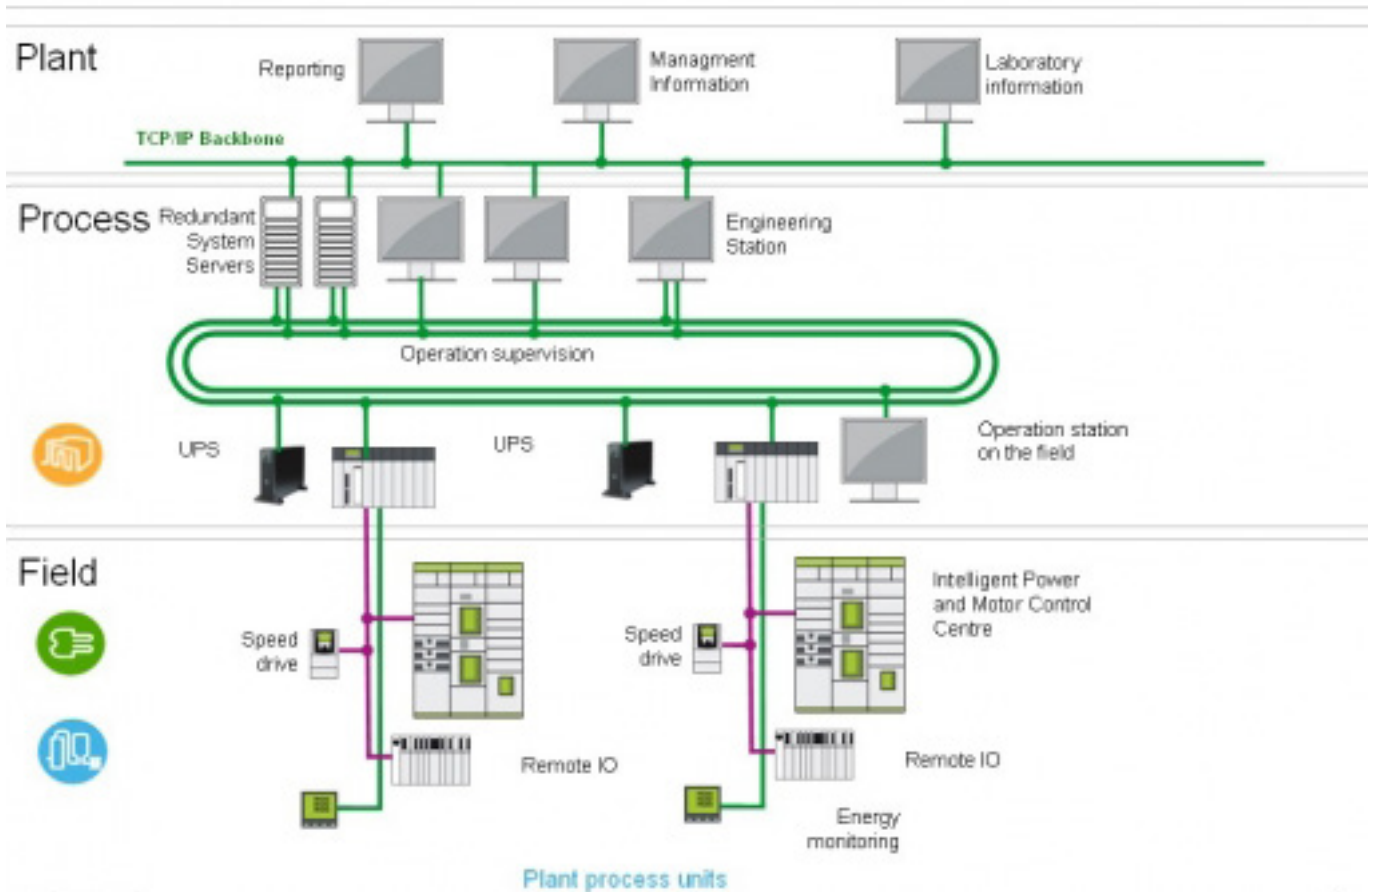 Plant
Reporting
Managment
Information
Laboratory
information
TCP/IP Backbone
Process
Redundant
System
Servers
Engineering
Station
Operation supervision
UPS
UPS
Operation station
on the field
Field
Speed
drive
Speed
drive
Intelligent Power
and Motor Control
Centre
Remote IO
Remote IO
Energy
monitoring
Plant process units